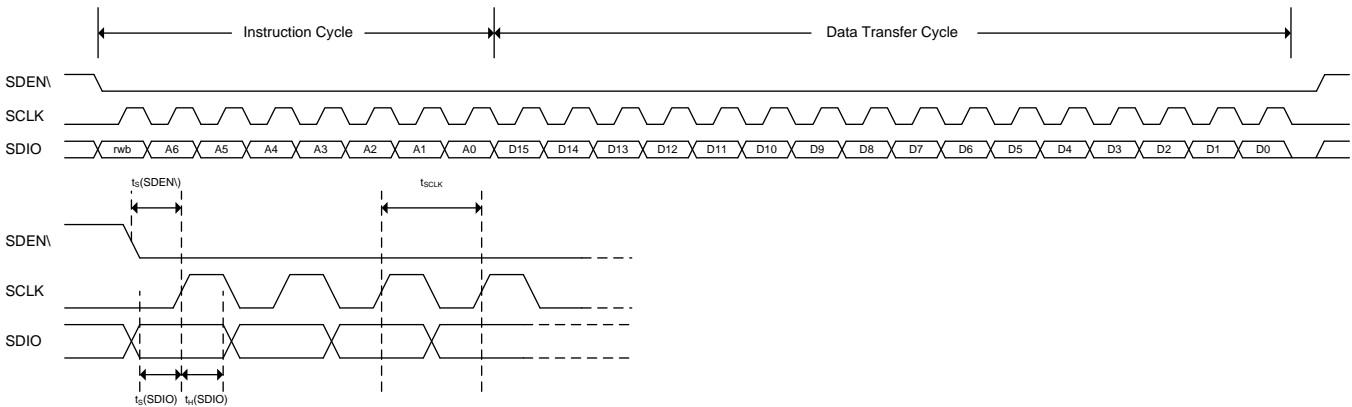 Instruction Cycle Data Transfer Cycle
SDEN\
SCLK
SDIO rwb A6 A5 A4 A3 A2 A1 A0 D15 D14 D13 D12 D11 D10 D9 D8 D7 D6 D5 D4 D3 D2 D1 D0
tS(SDEN\) tSCLK
SDEN\
SCLK
SDIO
tS(SDIO) tH(SDIO)